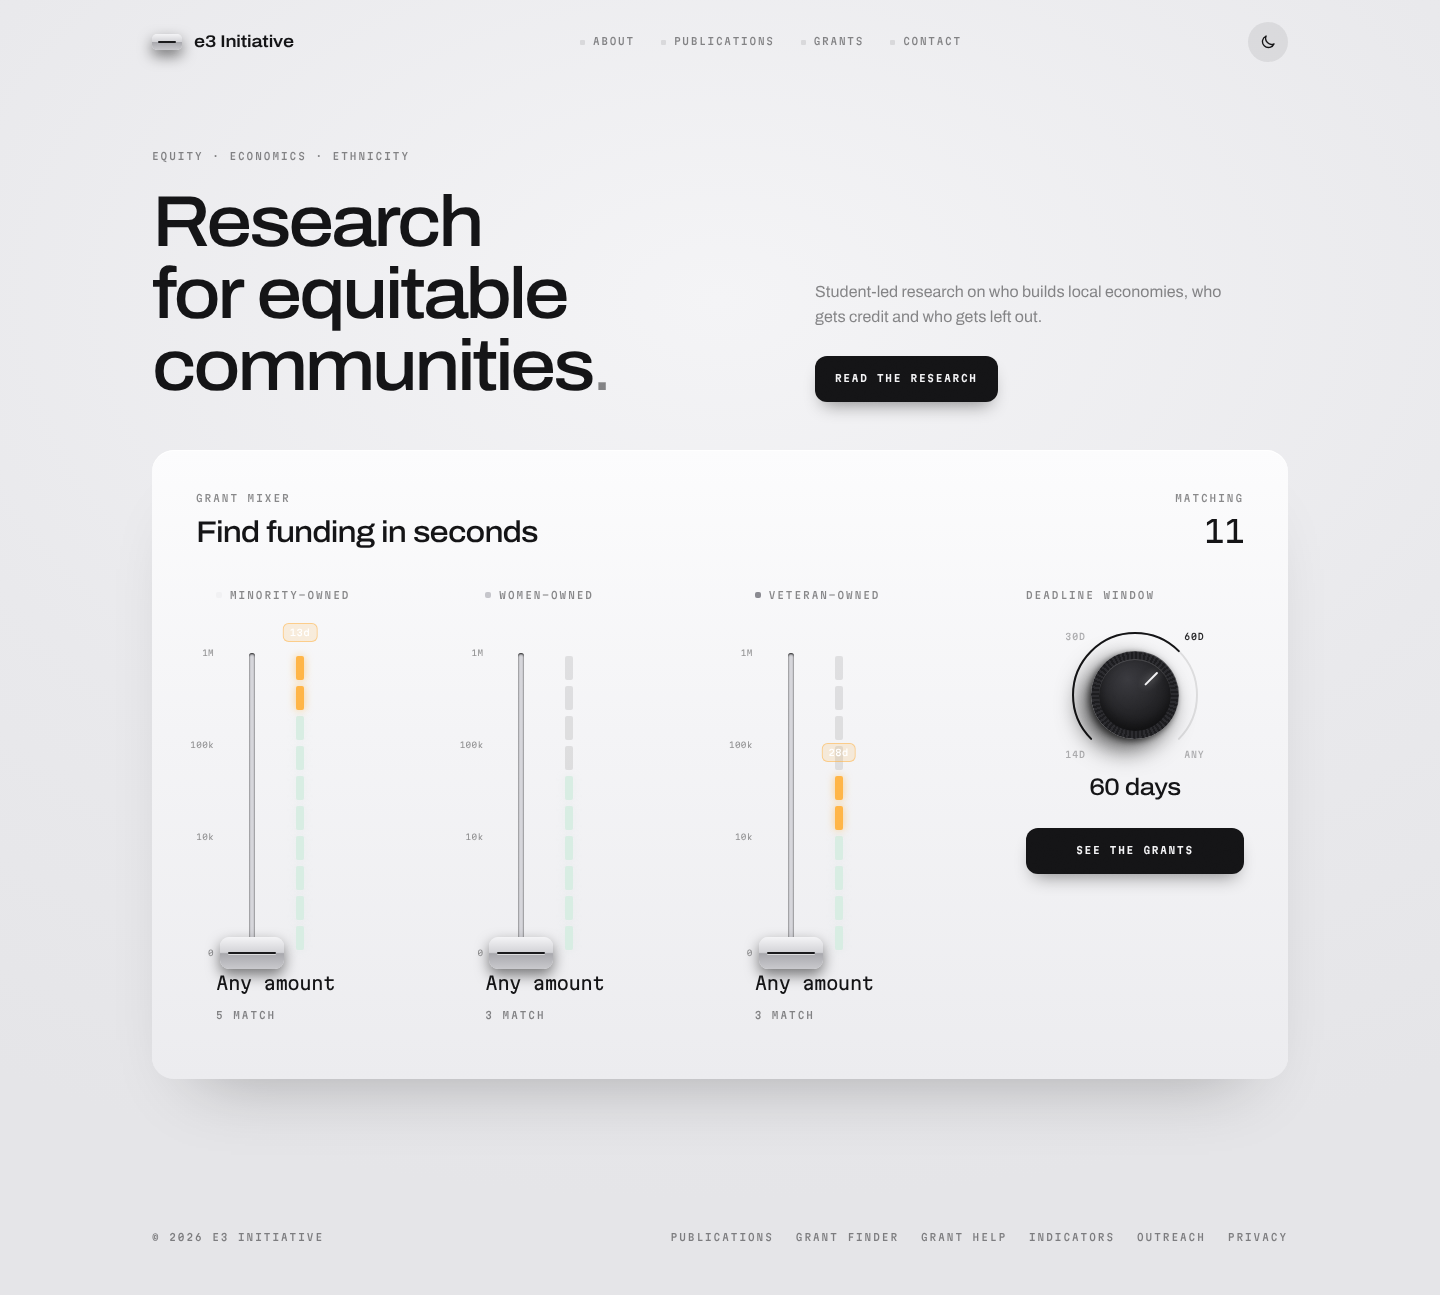 e3 Initiative
ABOUT
PUBLICATIONS
GRANTS
CONTACT
EQUITY · ECONOMICS · ETHNICITY
Research
for equitable
communities.
Student-led research on who builds local economies, who
gets credit and who gets left out.
READ THE RESEARCH
GRANT MIXER
Find funding in seconds
MATCHING
11
MINORITY-OWNED
13d
1M
100k
10k
0
Any amount
5 MATCH
WOMEN-OWNED
1M
100k
10k
0
Any amount
3 MATCH
VETERAN-OWNED
1M
100k
28d
10k
0
Any amount
3 MATCH
DEADLINE WINDOW
30D
60D
14D
ANY
60 days
SEE THE GRANTS
© 2026 E3 INITIATIVE
PUBLICATIONS
GRANT FINDER
GRANT HELP
INDICATORS
OUTREACH
PRIVACY